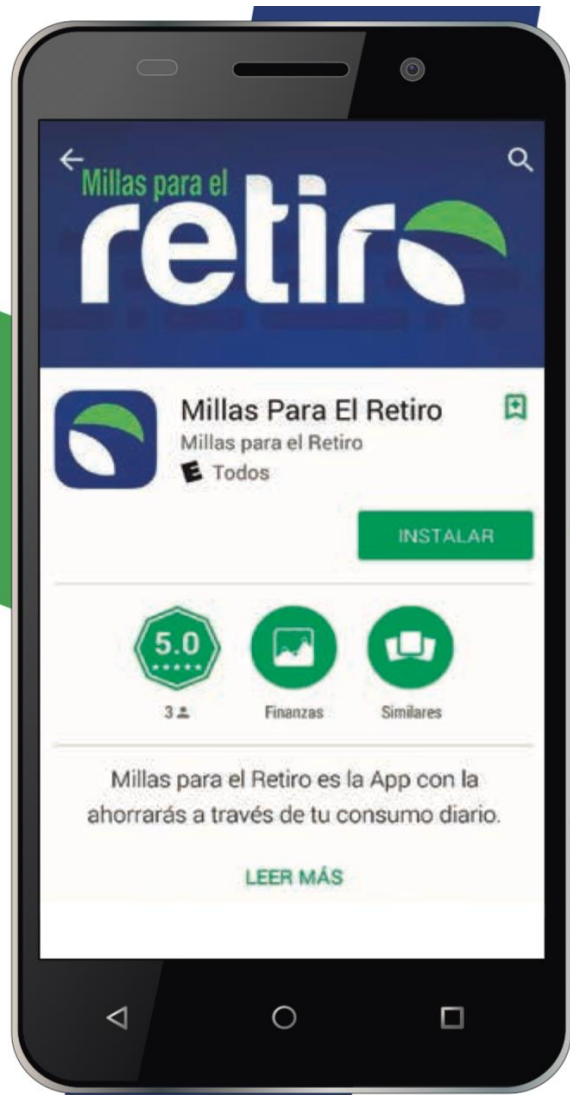 Millas para el
retiro
Millas Para El Retiro
Millas para el Retiro
E Todos
INSTALAR
5.0
3
Finanzas
Similares
Millas para el Retiro es la App con la
ahorrarás a través de tu consumo diario.
LEER MÁS